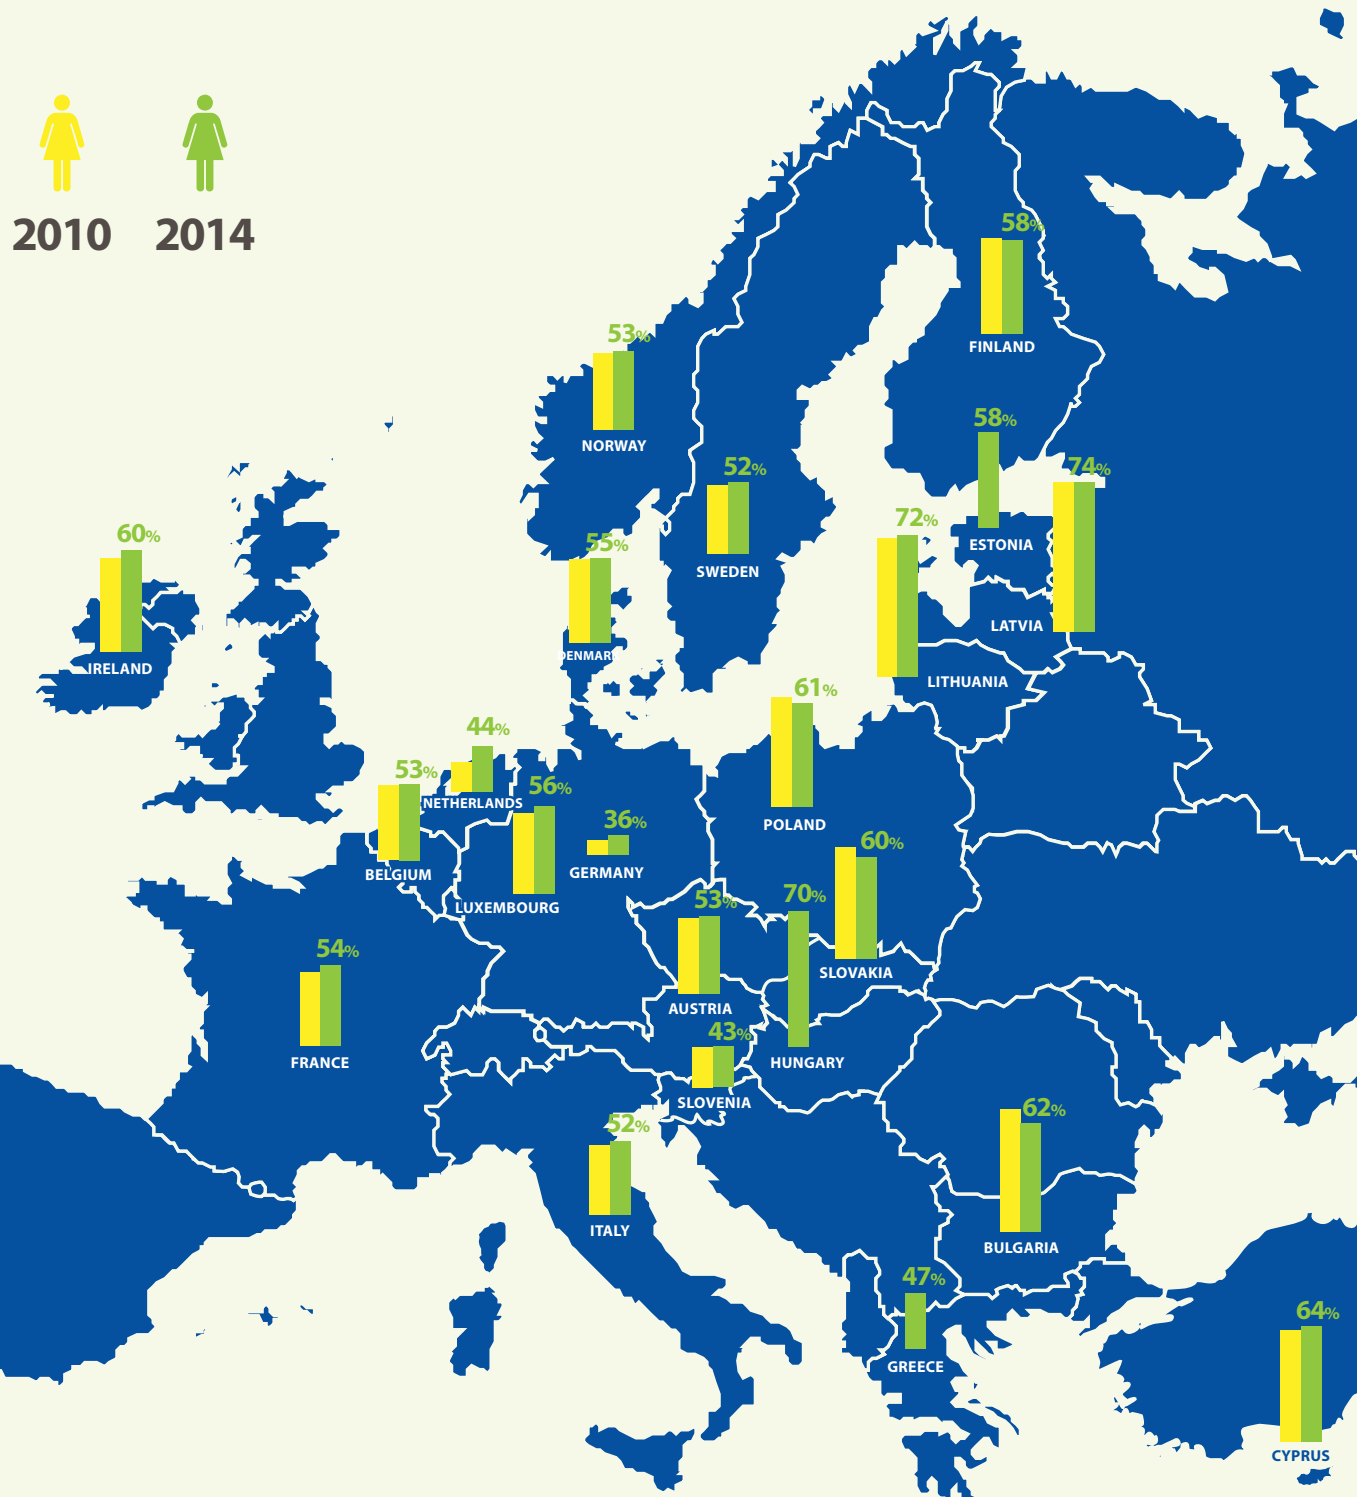 2010 2014
58%
FINLAND
53%
NORWAY
58%
ESTONIA
52%
SWEDEN
74%
LATVIA
72%
LITHUANIA
60%
IRELAND
55%
DENMARK
61%
POLAND
44%
NETHERLANDS
53%
BELGIUM
56%
LUXEMBOURG
36%
GERMANY
60%
SLOVAKIA
70%
HUNGARY
53%
AUSTRIA
54%
FRANCE
43%
SLOVENIA
52%
ITALY
62%
BULGARIA
47%
GREECE
64%
CYPRUS